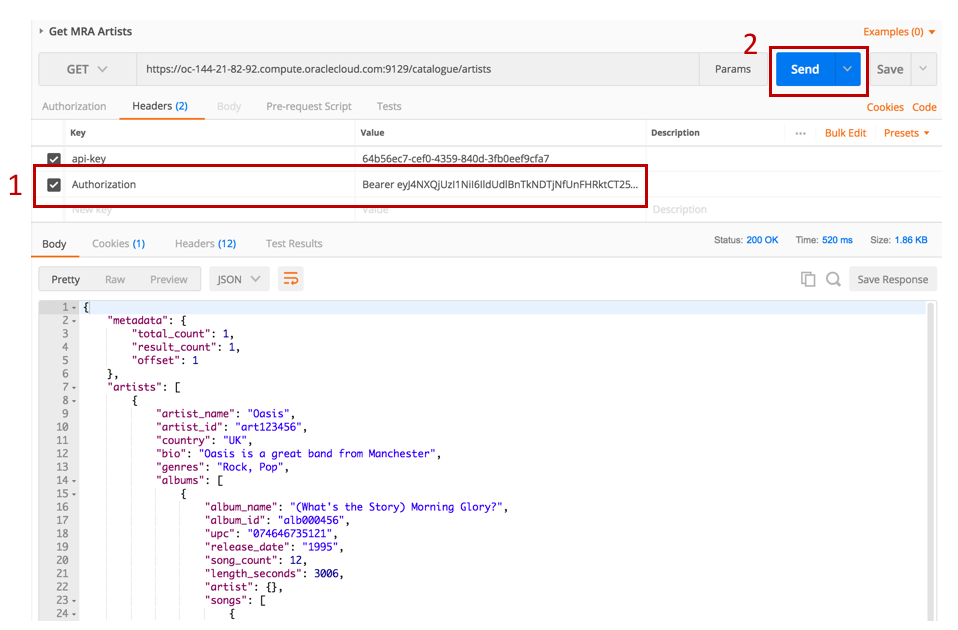 Get MRA Artists Examples (0)
2
GET https://oc-144-21-82-92.compute.oraclecloud.com:9129/catalogue/artists Params Send Save
Authorization Headers (2) Body Pre-request Script Tests Cookies Code
Key Value Description ••• Bulk Edit Presets
api-key 64b56ec7-cef0-4359-840d-3fb0eef9cfa7
1 Authorization Bearer eyJ4NXQjUzI1NiI6IldUdlBnTkNDTjNfUnFHRktCT25...
New key Value Description
Body Cookies (1) Headers (12) Test Results Status: 200 OK Time: 520 ms Size: 1.86 KB
Pretty Raw Preview JSON Save Response
1 {
2 "metadata": {
3 "total_count": 1,
4 "result_count": 1,
5 "offset": 1
6 },
7 "artists": [
8 {
9 "artist_name": "Oasis",
10 "artist_id": "art123456",
11 "country": "UK",
12 "bio": "Oasis is a great band from Manchester",
13 "genres": "Rock, Pop",
14 "albums": [
15 {
16 "album_name": "(What's the Story) Morning Glory?",
17 "album_id": "alb000456",
18 "upc": "074646735121",
19 "release_date": "1995",
20 "song_count": 12,
21 "length_seconds": 3006,
22 "artist": {},
23 "songs": [
24 {